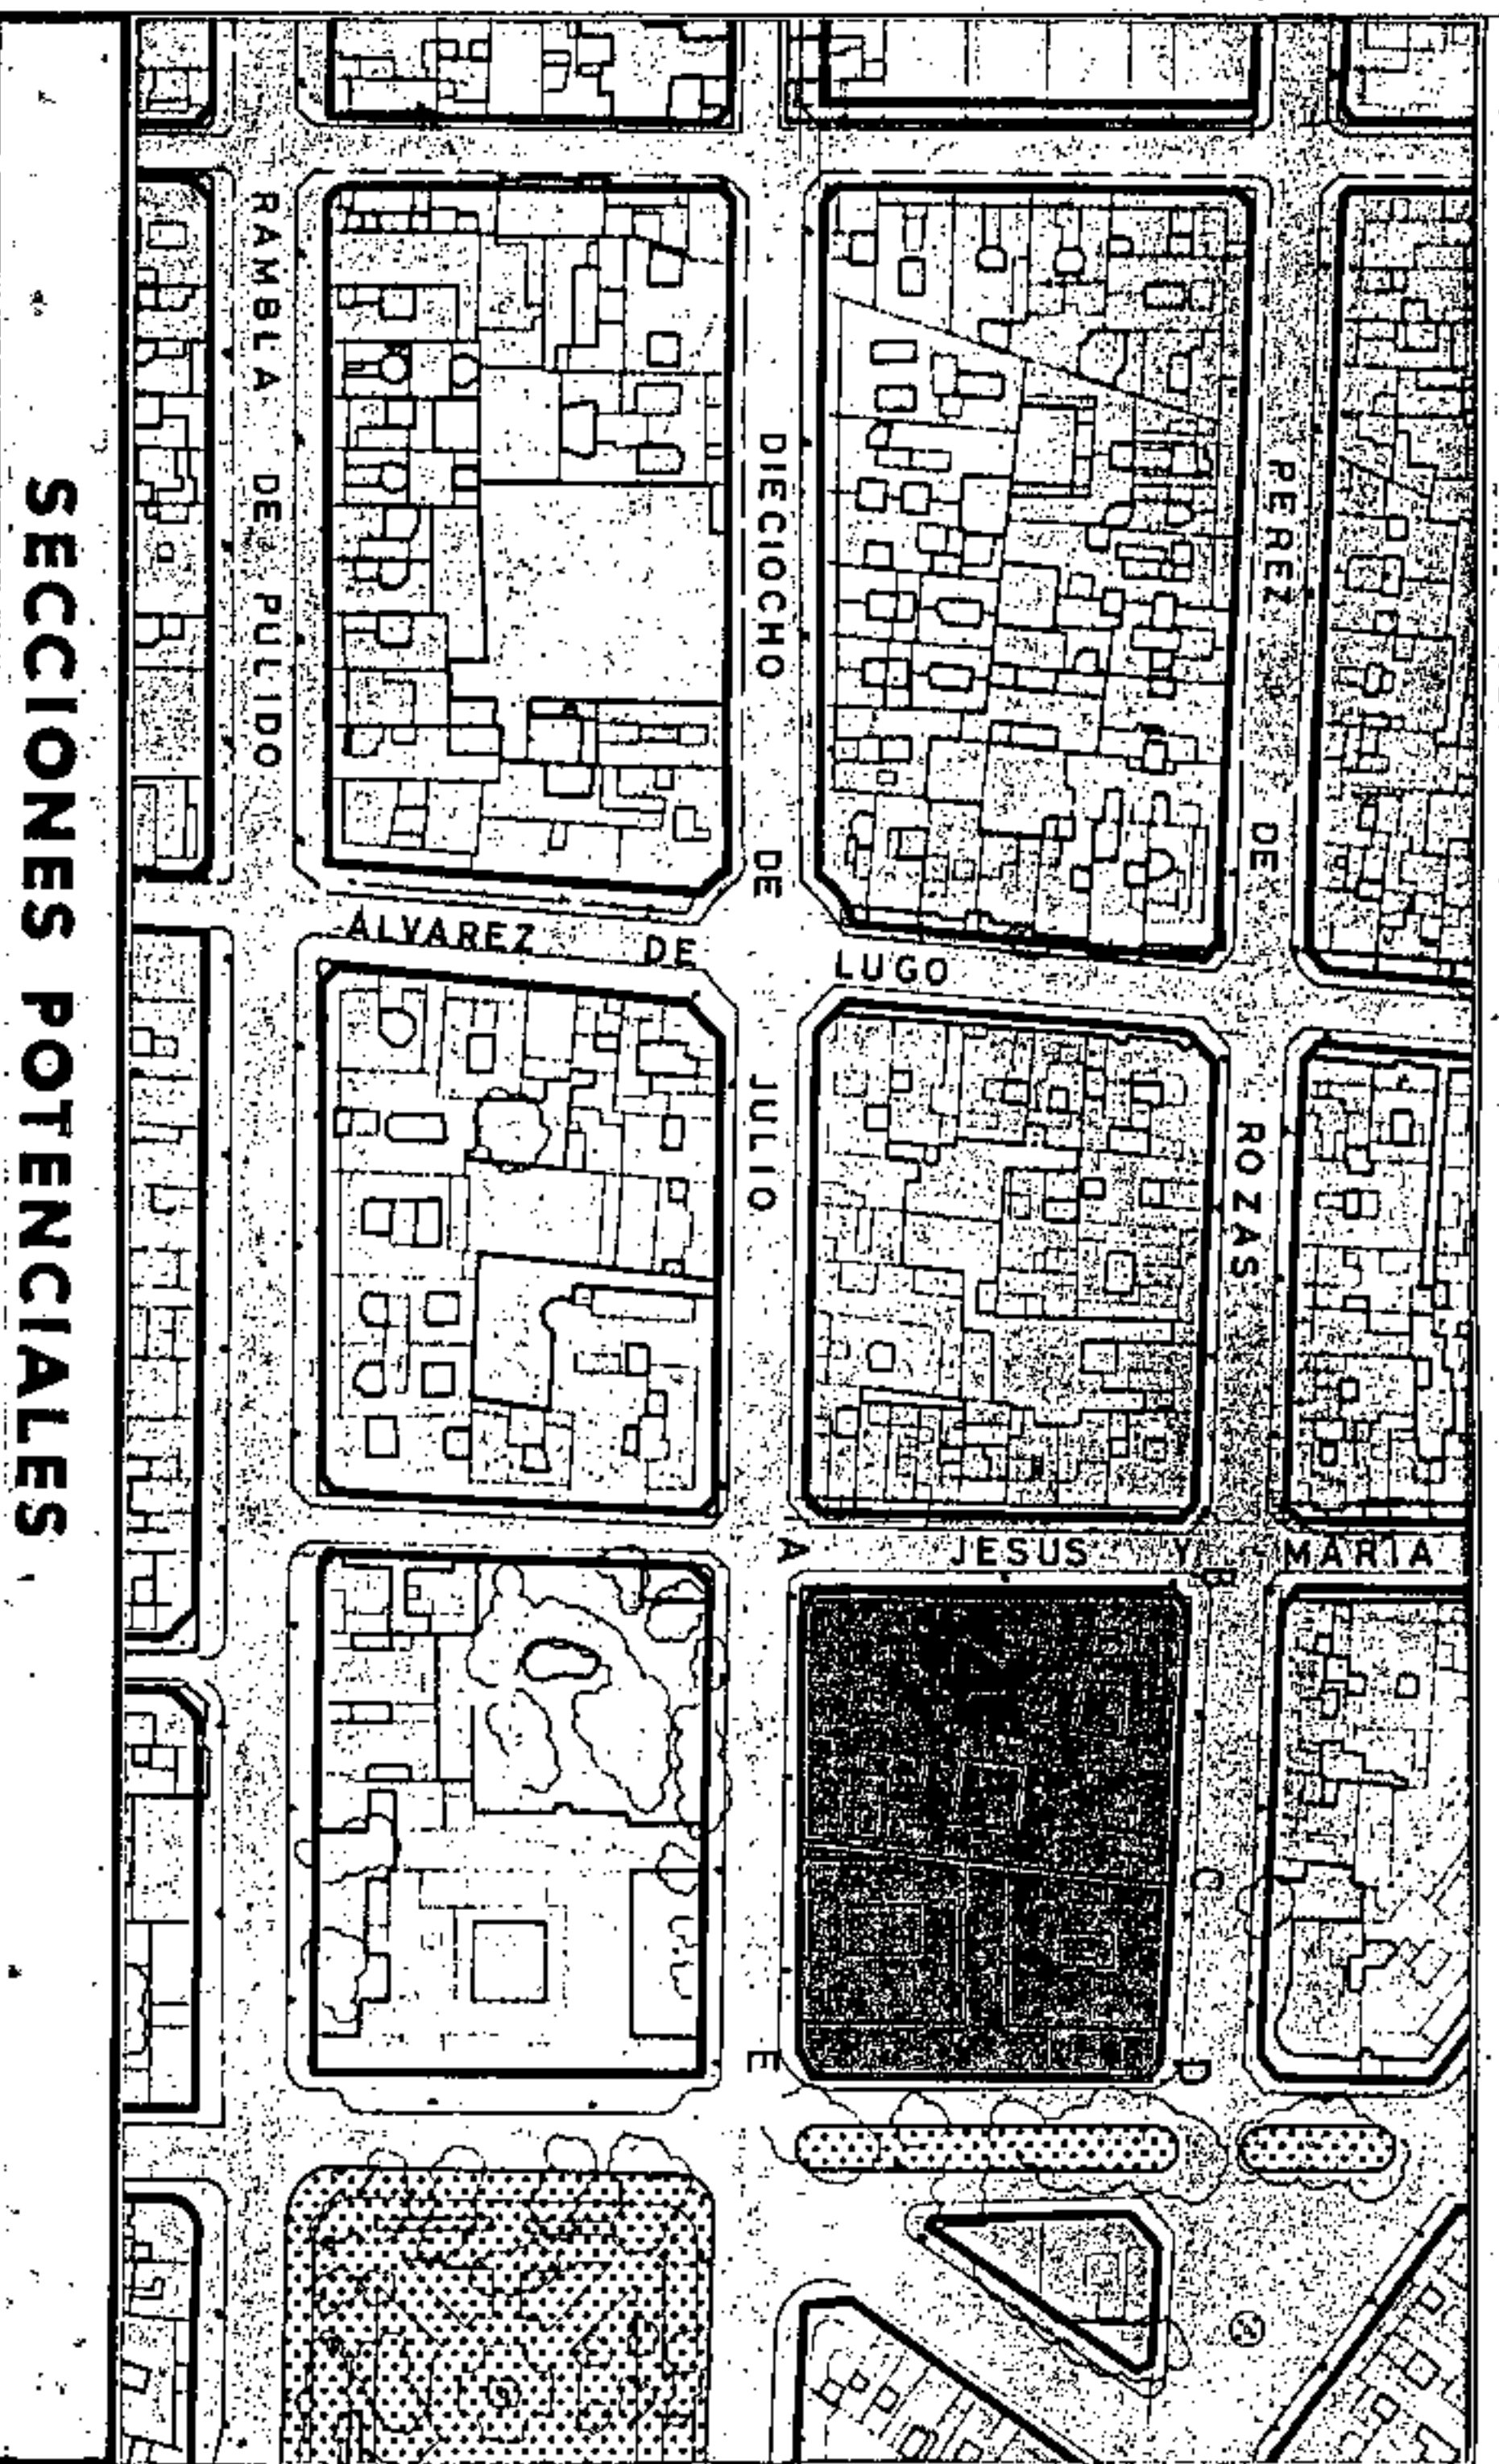 SECCIONES POTENCIALES
RAMBLA DE PULIDO
DIECIOCHO DE JULIO
PEREZ DE ROZAS
ALVAREZ DE LUGO
JESUS Y MARIA
A
B
C
D
E